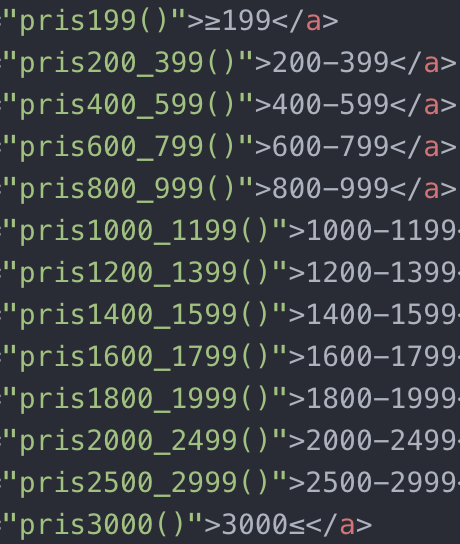 ="pris199()">≥199</a>
="pris200_399()">200-399</a>
="pris400_599()">400-599</a>
="pris600_799()">600-799</a>
="pris800_999()">800-999</a>
="pris1000_1199()">1000-1199<
="pris1200_1399()">1200-1399
="pris1400_1599()">1400-1599
="pris1600_1799()">1600-1799
="pris1800_1999()">1800-1999<
="pris2000_2499()">2000-2499
="pris2500_2999()">2500-2999<
="pris3000()">3000≤</a>